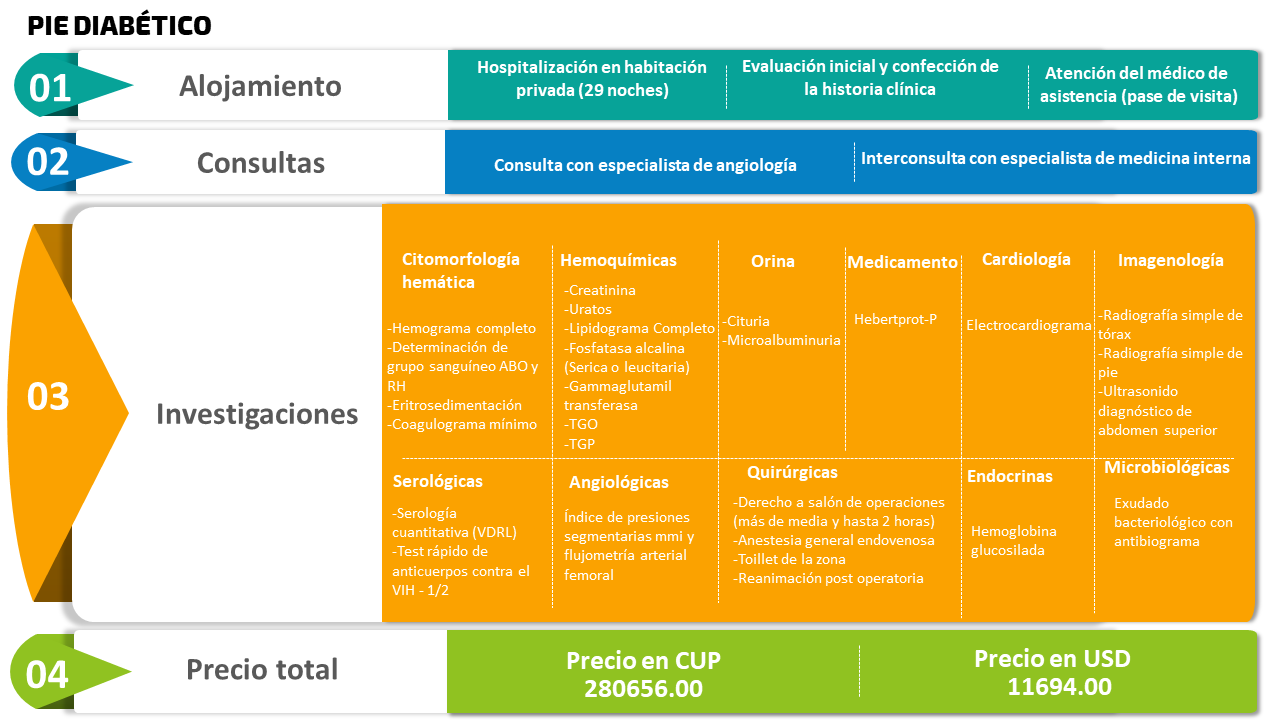 PIE DIABÉTICO
01
Alojamiento
Hospitalización en habitación
privada (29 noches)
Evaluación inicial y confección de
la historia clínica
Atención del médico de
asistencia (pase de visita)
02
Consultas
Consulta con especialista de angiología
Interconsulta con especialista de medicina interna
03
Investigaciones
Citomorfología
hemática
-Hemograma completo
-Determinación de
grupo sanguíneo ABO y
RH
-Eritrosedimentación
-Coagulograma mínimo
Hemoquímicas
-Creatinina
-Uratos
-Lipidograma Completo
-Fosfatasa alcalina
(Serica o leucitaria)
-Gammaglutamil
transferasa
-TGO
-TGP
Orina
-Cituria
-Microalbuminuria
Medicamento
Hebertprot-P
Cardiología
Electrocardiograma
Imagenología
-Radiografía simple de
tórax
-Radiografía simple de
pie
-Ultrasonido
diagnóstico de
abdomen superior
Serológicas
-Serología
cuantitativa (VDRL)
-Test rápido de
anticuerpos contra el
VIH - 1/2
Angiológicas
Índice de presiones
segmentarias mmi y
flujometría arterial
femoral
Quirúrgicas
-Derecho a salón de operaciones
(más de media y hasta 2 horas)
-Anestesia general endovenosa
-Toillet de la zona
-Reanimación post operatoria
Endocrinas
Hemoglobina
glucosilada
Microbiológicas
Exudado
bacteriológico con
antibiograma
04
Precio total
Precio en CUP
280656.00
Precio en USD
11694.00